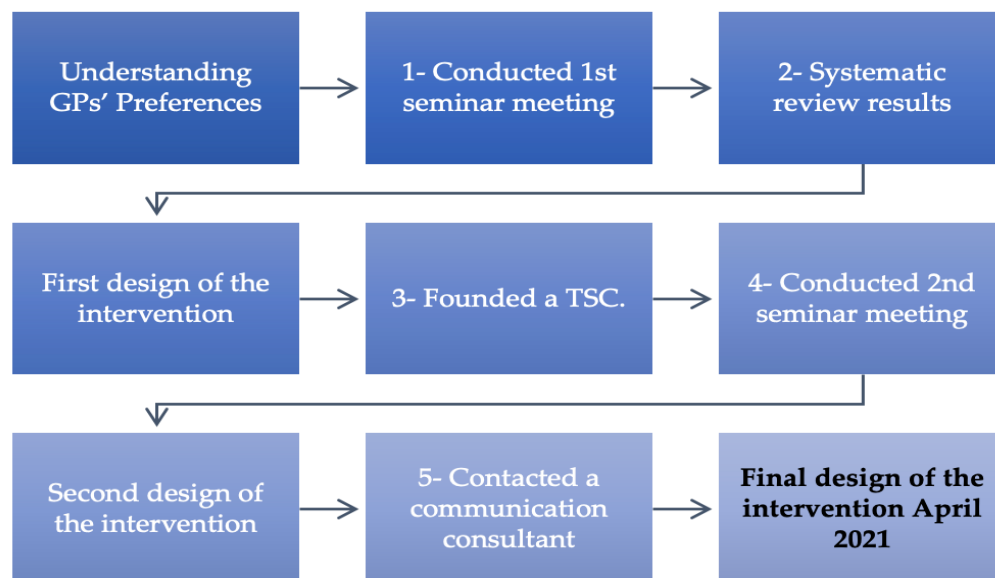 Understanding
GPs' Preferences
1- Conducted 1st
seminar meeting
2- Systematic
review results
First design of the
intervention
3- Founded a TSC.
4- Conducted 2nd
seminar meeting
Second design of
the intervention
5- Contacted a
communication
consultant
Final design of the
intervention April
2021